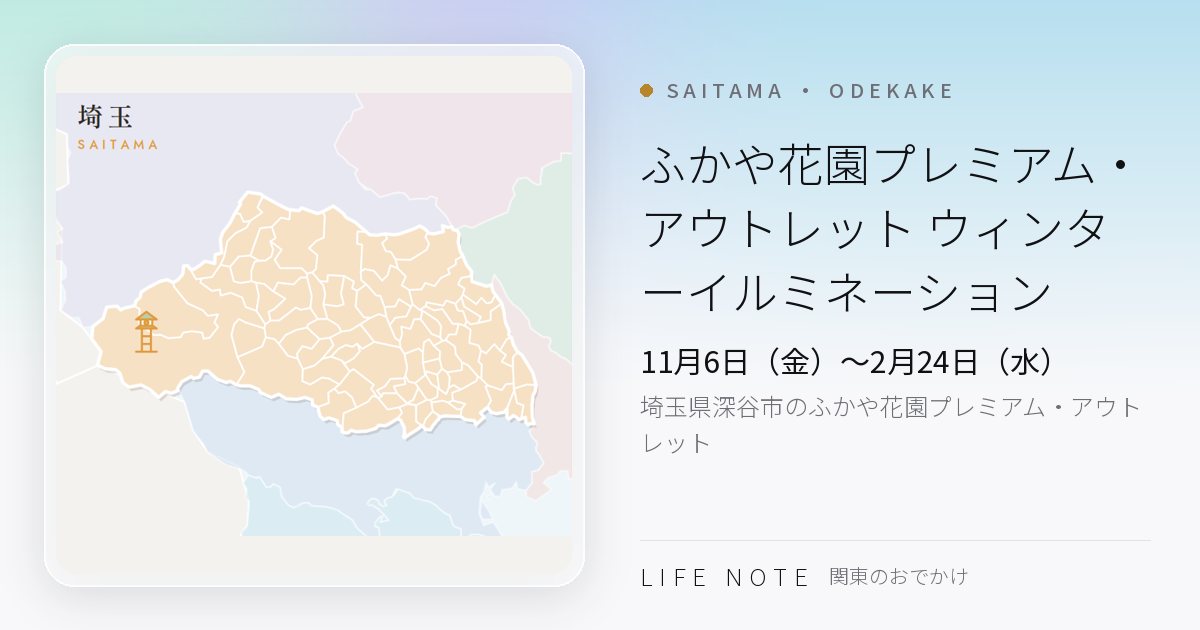 埼玉
SAITAMA
SAITAMA ・ ODEKAKE
ふかや花園プレミアム・
アウトレット ウィンタ
ーイルミネーション
11月6日（金）〜2月24日（水）
埼玉県深谷市のふかや花園プレミアム・アウト
レット
LIFE NOTE 関東のおでかけ